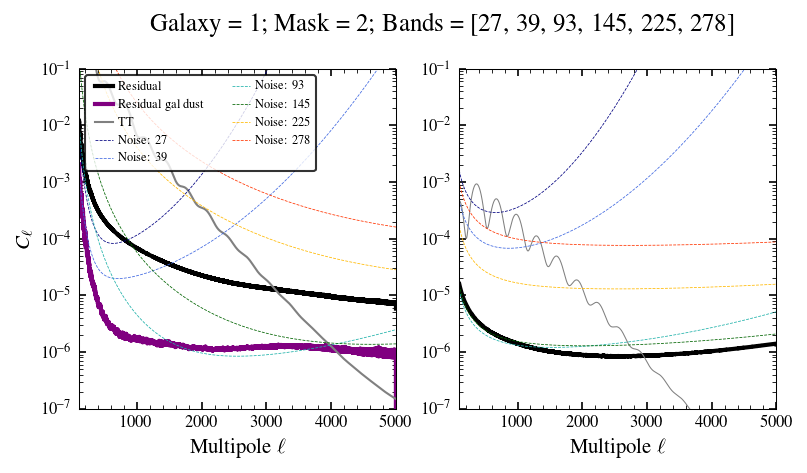 Galaxy = 1; Mask = 2; Bands = [27, 39, 93, 145, 225, 278]
10⁻¹
10⁻²
10⁻³
10⁻⁴
10⁻⁵
10⁻⁶
10⁻⁷
C_ℓ
Residual
Residual gal dust
TT
Noise: 27
Noise: 39
Noise: 93
Noise: 145
Noise: 225
Noise: 278
1000 2000 3000 4000 5000
Multipole ℓ
10⁻¹
10⁻²
10⁻³
10⁻⁴
10⁻⁵
10⁻⁶
10⁻⁷
1000 2000 3000 4000 5000
Multipole ℓ